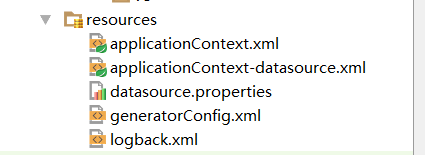 resources
applicationContext.xml
applicationContext-datasource.xml
datasource.properties
generatorConfig.xml
logback.xml